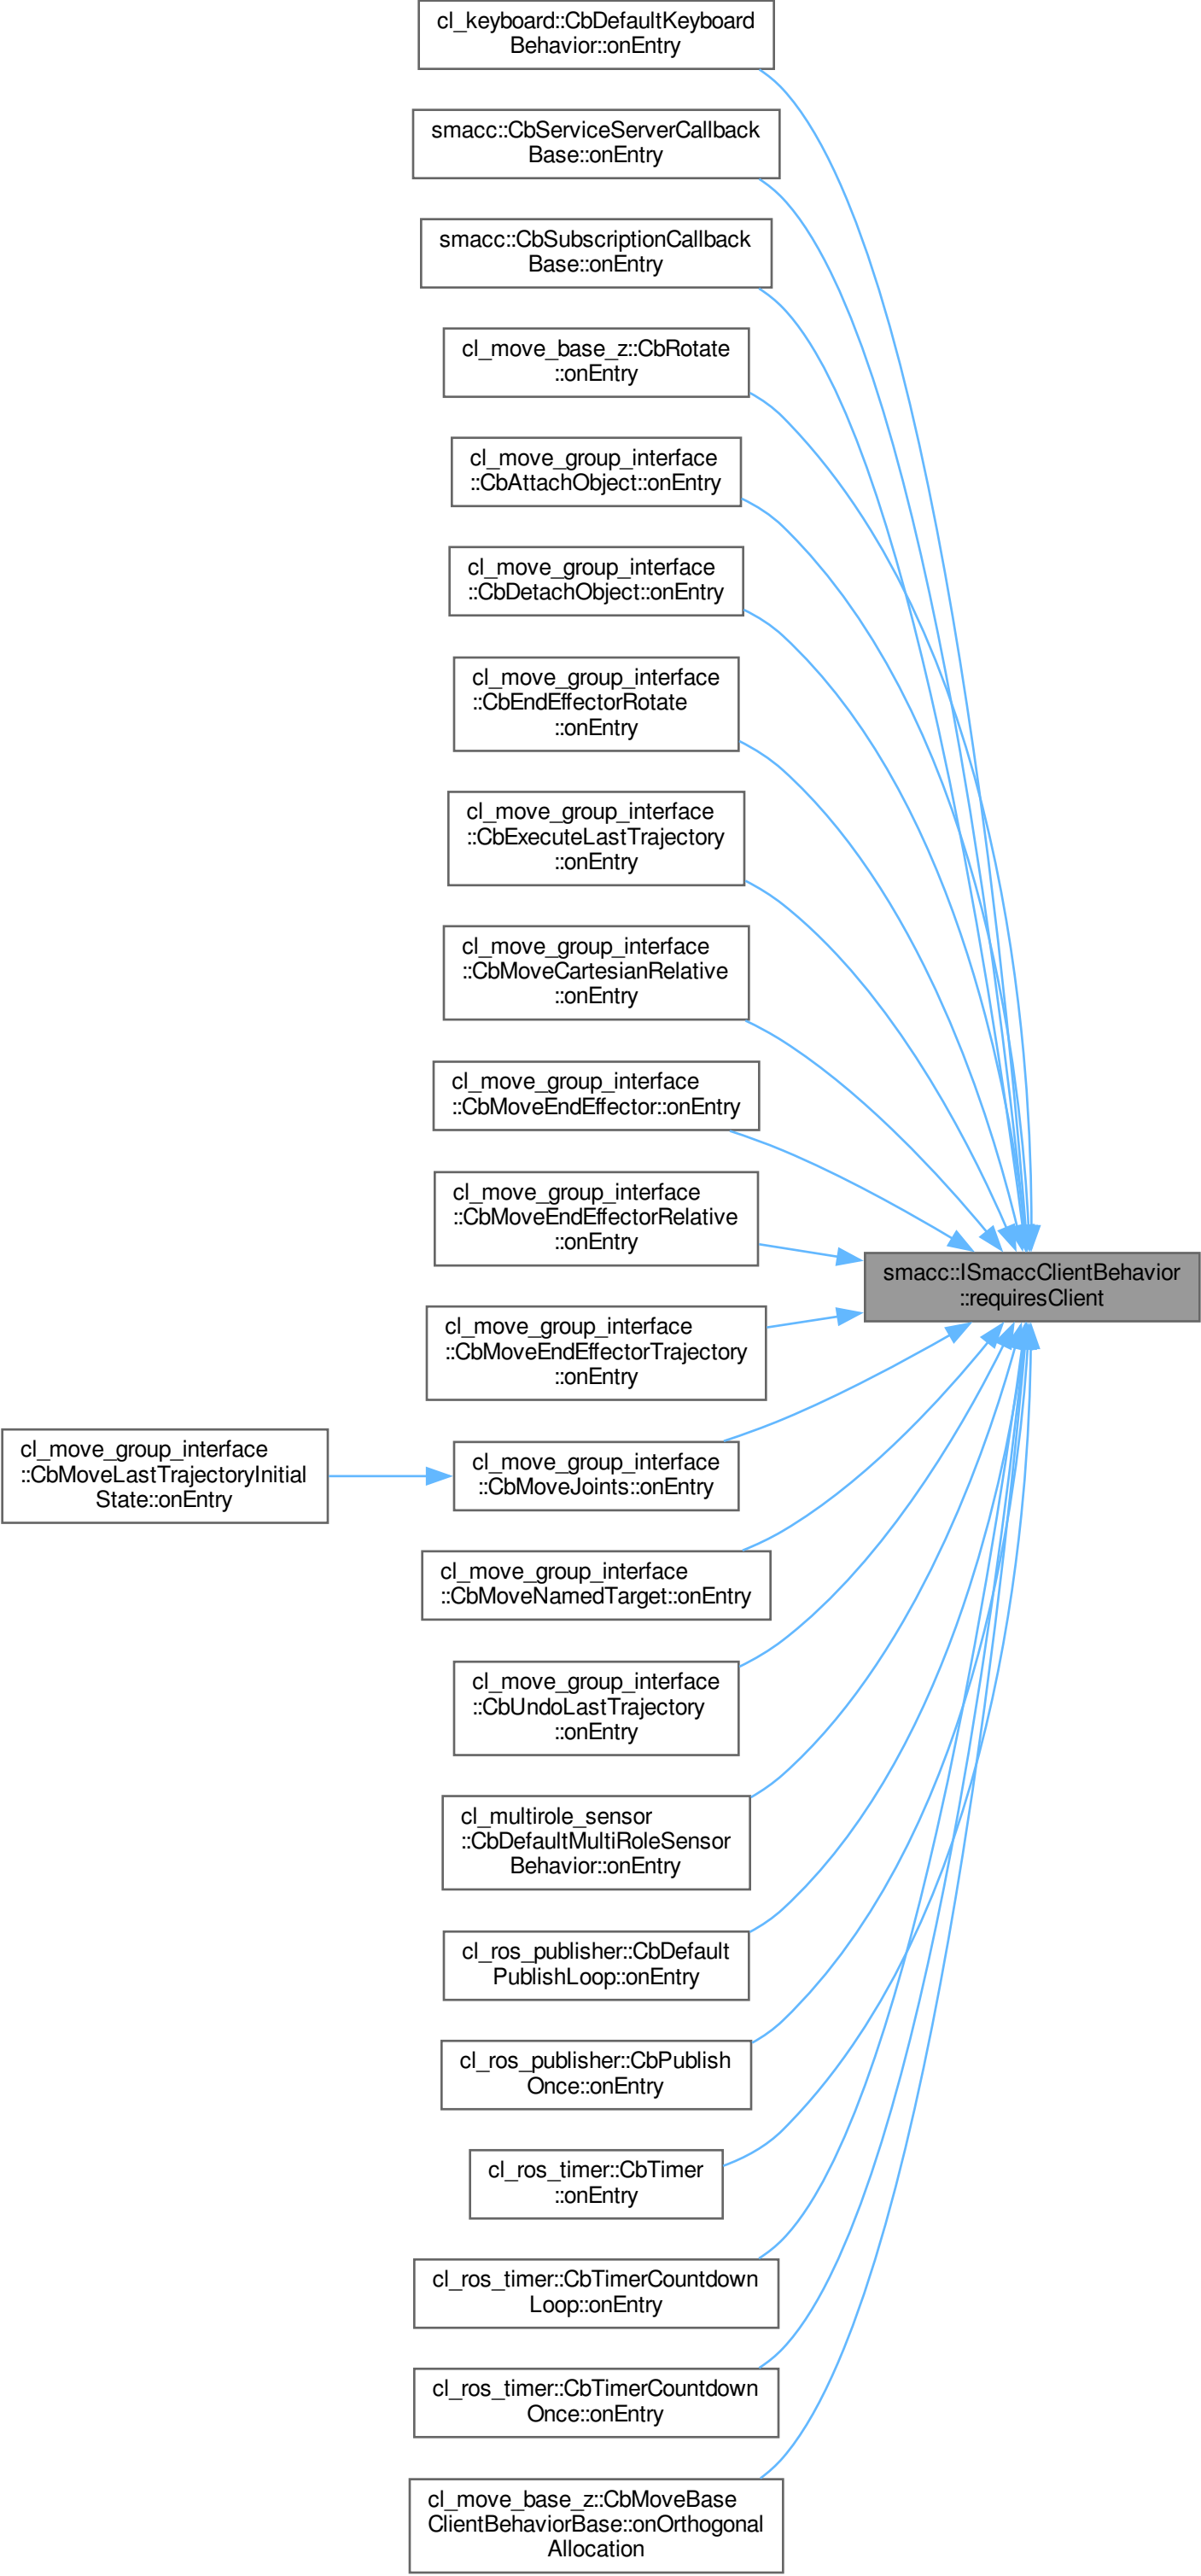 cl_keyboard::CbDefaultKeyboard
Behavior::onEntry
smacc::CbServiceServerCallback
Base::onEntry
smacc::CbSubscriptionCallback
Base::onEntry
cl_move_base_z::CbRotate
::onEntry
cl_move_group_interface
::CbAttachObject::onEntry
cl_move_group_interface
::CbDetachObject::onEntry
cl_move_group_interface
::CbEndEffectorRotate
::onEntry
cl_move_group_interface
::CbExecuteLastTrajectory
::onEntry
cl_move_group_interface
::CbMoveCartesianRelative
::onEntry
cl_move_group_interface
::CbMoveEndEffector::onEntry
cl_move_group_interface
::CbMoveEndEffectorRelative
::onEntry
smacc::ISmaccClientBehavior
::requiresClient
cl_move_group_interface
::CbMoveEndEffectorTrajectory
::onEntry
cl_move_group_interface
::CbMoveLastTrajectoryInitial
State::onEntry
cl_move_group_interface
::CbMoveJoints::onEntry
cl_move_group_interface
::CbMoveNamedTarget::onEntry
cl_move_group_interface
::CbUndoLastTrajectory
::onEntry
cl_multirole_sensor
::CbDefaultMultiRoleSensor
Behavior::onEntry
cl_ros_publisher::CbDefault
PublishLoop::onEntry
cl_ros_publisher::CbPublish
Once::onEntry
cl_ros_timer::CbTimer
::onEntry
cl_ros_timer::CbTimerCountdown
Loop::onEntry
cl_ros_timer::CbTimerCountdown
Once::onEntry
cl_move_base_z::CbMoveBase
ClientBehaviorBase::onOrthogonal
Allocation